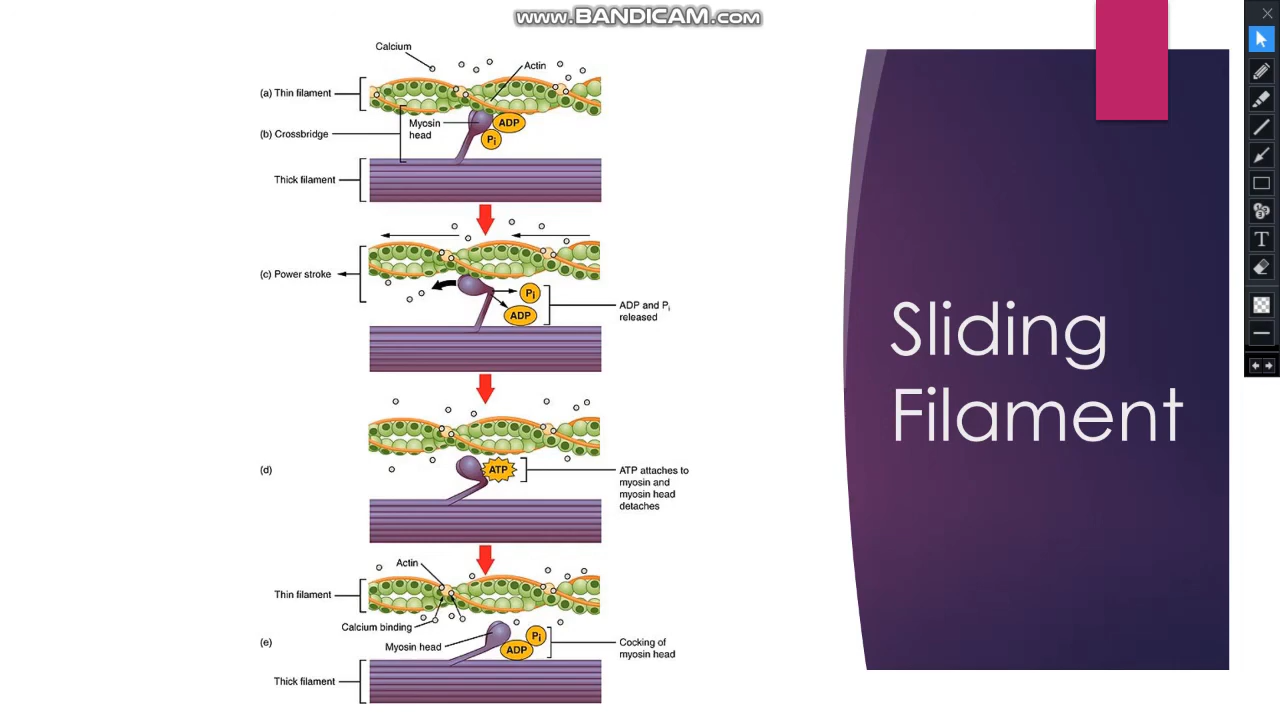 www.BANDICAM.com
Calcium
Actin
(a) Thin filament
Myosin
head
ADP
Pi
(b) Crossbridge
Thick filament
(c) Power stroke
Pi
ADP
ADP and Pi
released
(d)
ATP
ATP attaches to
myosin and
myosin head
detaches
Actin
Thin filament
Calcium binding
Myosin head
(e)
Pi
ADP
Cocking of
myosin head
Thick filament
Sliding
Filament
T